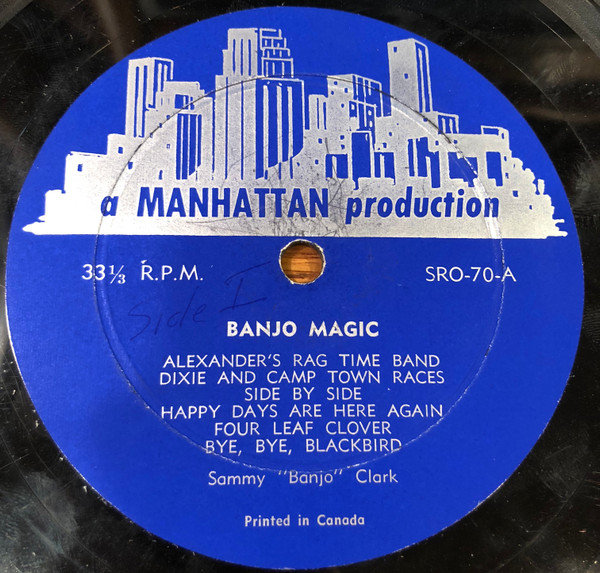 a MANHATTAN production
33⅓ R.P.M. SRO-70-A
Side I
BANJO MAGIC
ALEXANDER'S RAG TIME BAND
DIXIE AND CAMP TOWN RACES
SIDE BY SIDE
HAPPY DAYS ARE HERE AGAIN
FOUR LEAF CLOVER
BYE, BYE, BLACKBIRD
Sammy "Banjo" Clark
Printed in Canada